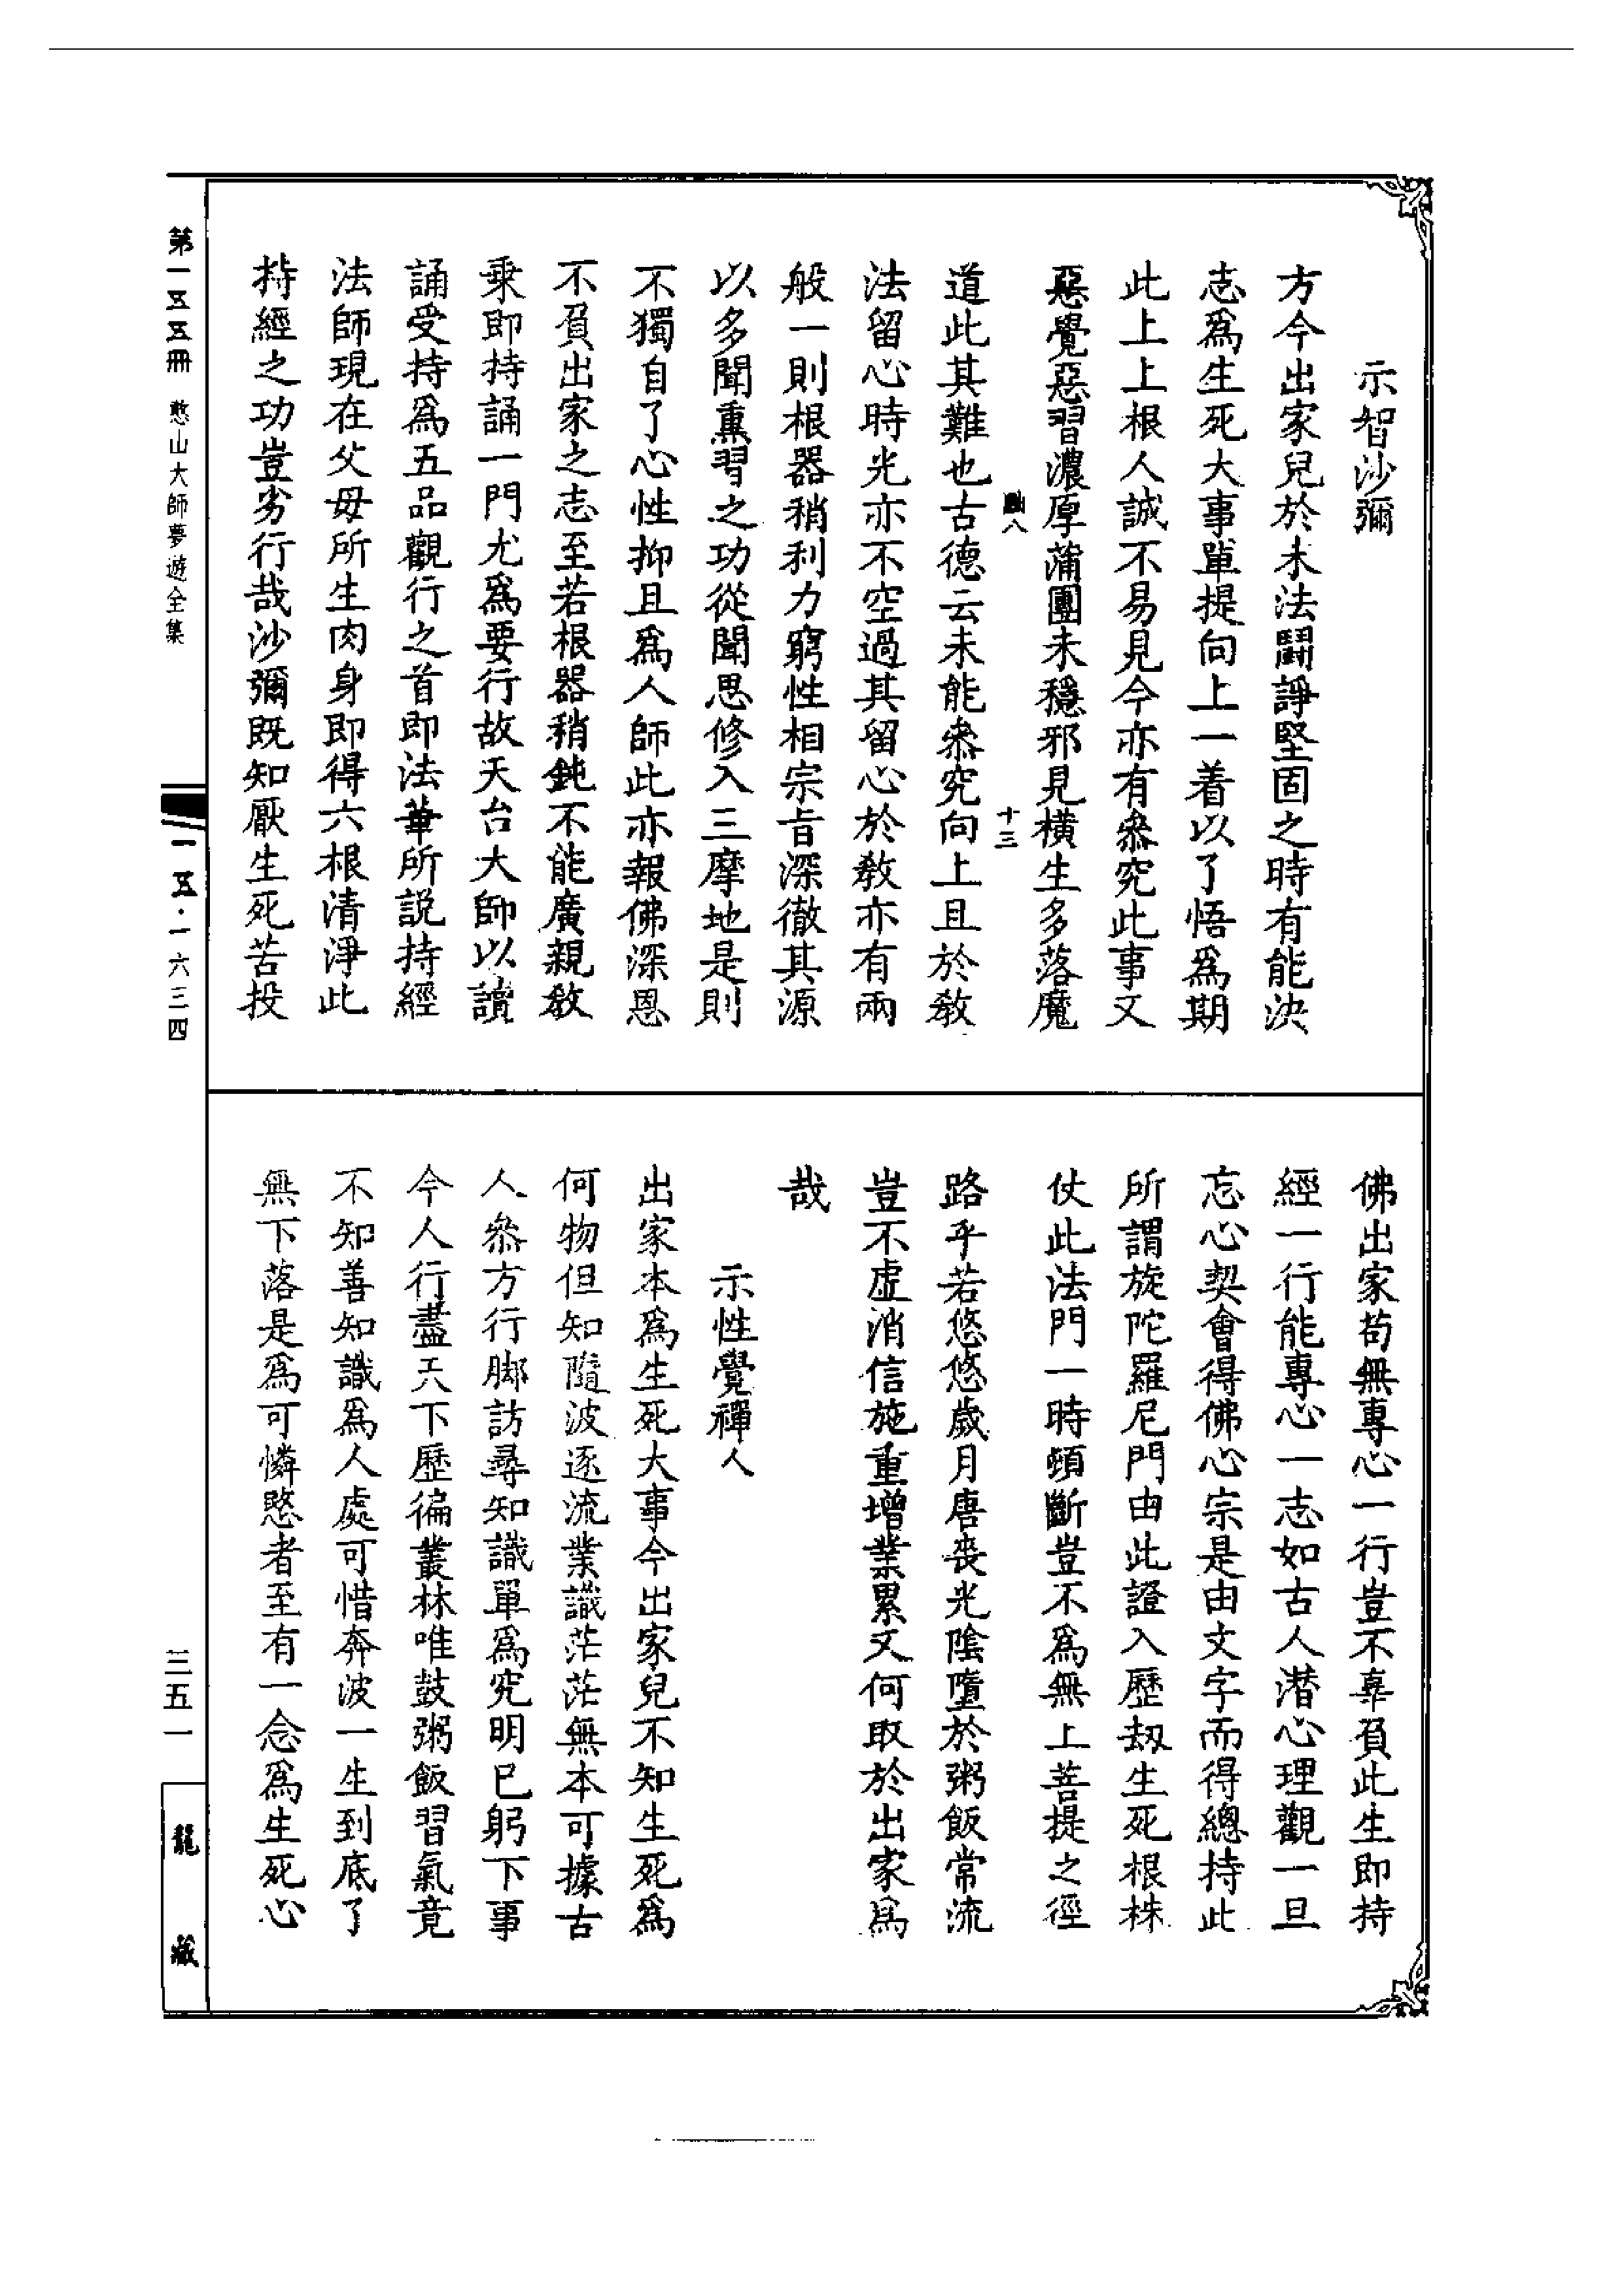 示智沙彌
方今出家兒於末法鬪諍堅固之時有能決
志爲生死大事單提向上一着以了悟爲期
此上上根人誠不易見今亦有叅究此事又
惡覺惡習濃厚蒲團未穩邪見橫生多落魔
八
十三
道此其難也古德云未能叅究向上且於教
法留心時光亦不空過其留心於教亦有兩
般一則根器稍利力窮性相宗旨深徹其源
以多聞熏習之功從聞思修入三摩地是則
不獨自了心性抑且爲人師此亦報佛深恩
不負出家之志至若根器稍鈍不能廣親教
乘即持誦一門尤爲要行故天台大師以讀
誦受持爲五品觀行之首即法華所説持經
法師現在父母所生肉身即得六根清淨此
持經之功豈劣行哉沙彌既知厭生死苦投
佛出家苟無專心一行豈不辜負此生即持
經一行能專心一志如古人潛心理觀一旦
忘心契會得佛心宗是由文字而得總持此
所謂旋陀羅尼門由此證入歷劫生死根株
仗此法門一時頓斷豈不爲無上菩提之徑
路乎若悠悠歲月唐喪光陰墮於粥飯常流
豈不虛消信施重增業累又何取於出家爲
哉
示性覺禪人
出家本爲生死大事今出家兒不知生死爲
何物但知隨波逐流業識茫茫無本可據古
人叅方行脚訪尋知識單爲究明已躬下事
今人行盡天下歷徧叢林唯鼓粥飯習氣竟
不知善知識爲人處可惜奔波一生到底了
無下落是爲可憐愍者至有一念爲生死心
第一五五冊 憨山大師夢遊全集
一五·一六三四
三五一
龍藏